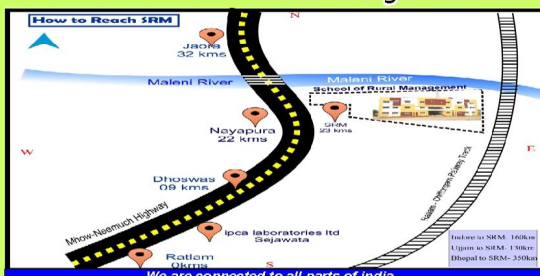 How to Reach SRM
N
Jaora
32 kms
Maleni River
Maleni River
School of Rural Management
SRM
23 kms
Nayapura
22 kms
W
E
Dhoswas
09 kms
Mhow-Neemuch Highway
ipca laboratories ltd
Sejawata
Ratlam
0kms
S
Railway Track
Indore to SRM- 160km
Ujjain to SRM- 130km
Bhopal to SRM- 350km
We are connected to all parts of india